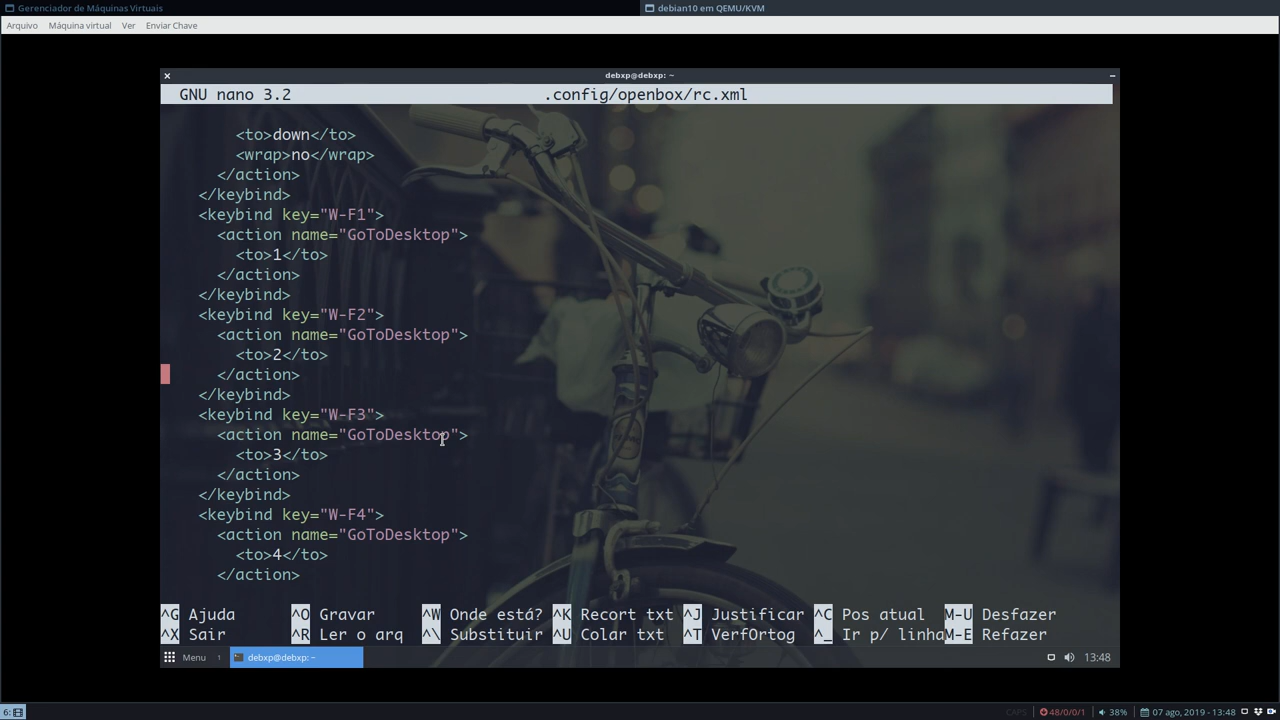 Gerenciador de Máquinas Virtuais debian10 em QEMU/KVM
Arquivo Máquina virtual Ver Enviar Chave
debxp@debxp: ~
GNU nano 3.2 .config/openbox/rc.xml
<to>down</to>
<wrap>no</wrap>
</action>
</keybind>
<keybind key="W-F1">
<action name="GoToDesktop">
<to>1</to>
</action>
</keybind>
<keybind key="W-F2">
<action name="GoToDesktop">
<to>2</to>
</action>
</keybind>
<keybind key="W-F3">
<action name="GoToDesktop">
<to>3</to>
</action>
</keybind>
<keybind key="W-F4">
<action name="GoToDesktop">
<to>4</to>
</action>
^G Ajuda ^O Gravar ^W Onde está? ^K Recort txt ^J Justificar ^C Pos atual M-U Desfazer
^X Sair ^R Ler o arq ^\ Substituir ^U Colar txt ^T VerfOrtog ^_ Ir p/ linha M-E Refazer
Menu 1 debxp@debxp: ~ 13:48
6: CAPS 48/0/0/1 38% 07 ago, 2019 - 13:48